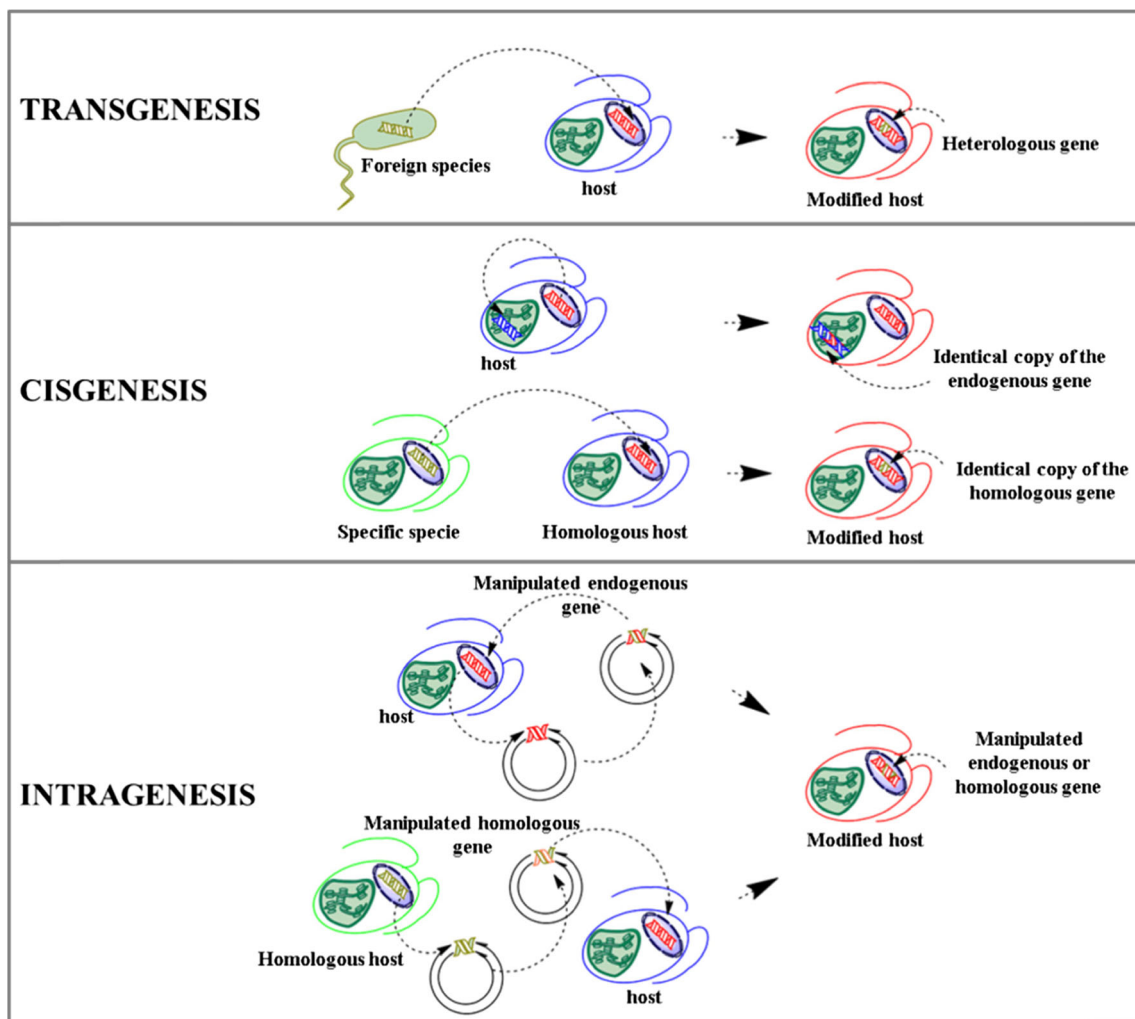 TRANSGENESIS
Foreign species
host
Heterologous gene
Modified host
CISGENESIS
host
Identical copy of the
endogenous gene
Specific specie
Homologous host
Identical copy of the
homologous gene
Modified host
INTRAGENESIS
Manipulated endogenous
gene
host
Manipulated homologous
gene
Homologous host
host
Manipulated
endogenous or
homologous gene
Modified host